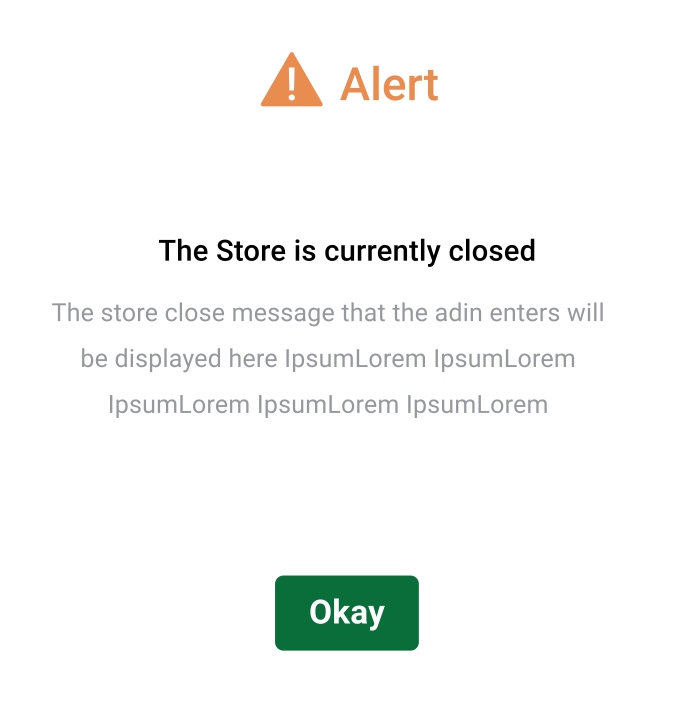 Alert
The Store is currently closed
The store close message that the adin enters will
be displayed here IpsumLorem IpsumLorem
IpsumLorem IpsumLorem IpsumLorem
Okay